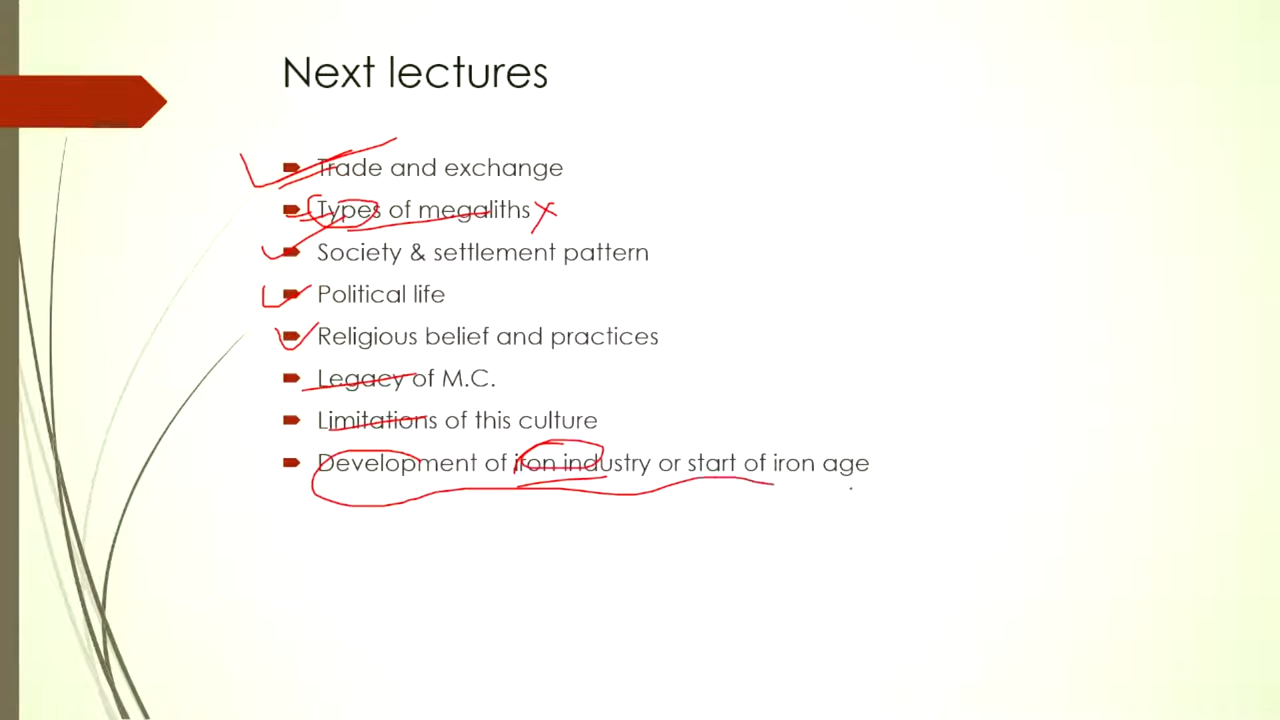 Next lectures
Trade and exchange
Types of megaliths
Society & settlement pattern
Political life
Religious belief and practices
Legacy of M.C.
Limitations of this culture
Development of iron industry or start of iron age